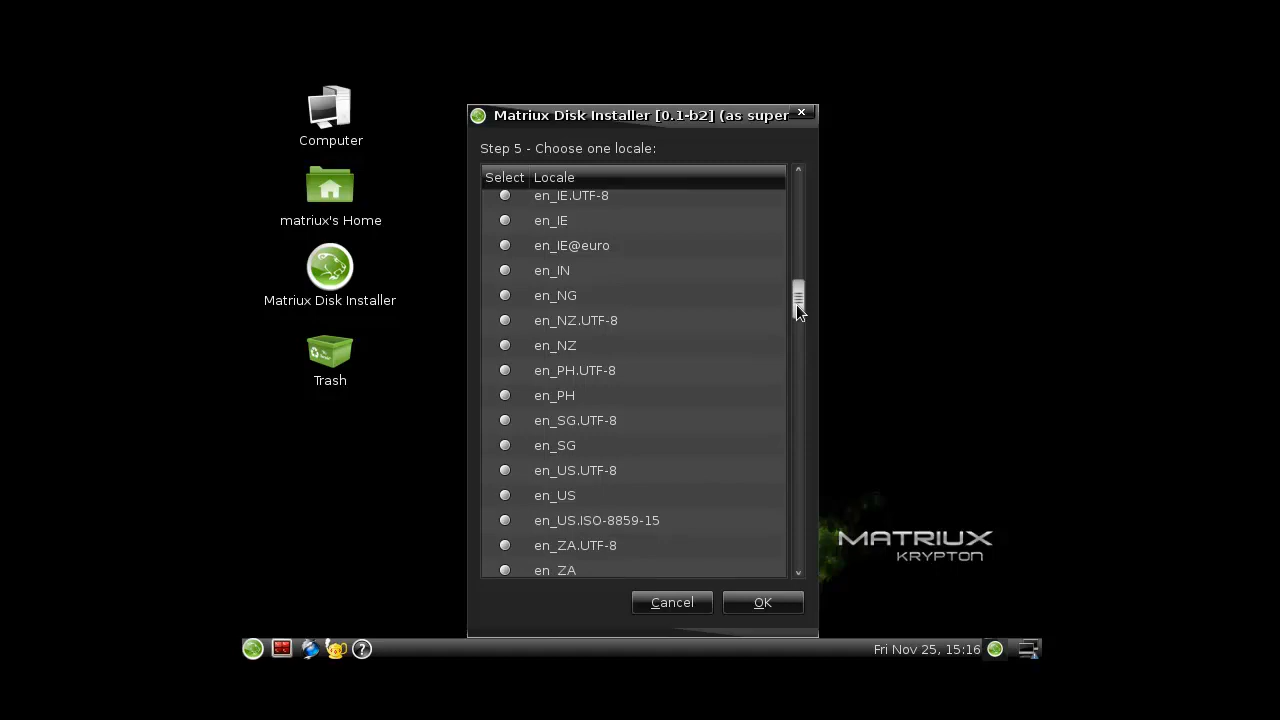 Matriux Disk Installer [0.1-b2] (as super
Computer
Step 5 - Choose one locale:
Select Locale
en_IE.UTF-8
matriux's Home
en_IE
en_IE@euro
en_IN
Matriux Disk Installer
en_NG
en_NZ.UTF-8
en_NZ
Trash
en_PH.UTF-8
en_PH
en_SG.UTF-8
en_SG
en_US.UTF-8
en_US
en_US.ISO-8859-15
en_ZA.UTF-8
en_ZA
MATRIUX
KRYPTON
Cancel OK
? Fri Nov 25, 15:16